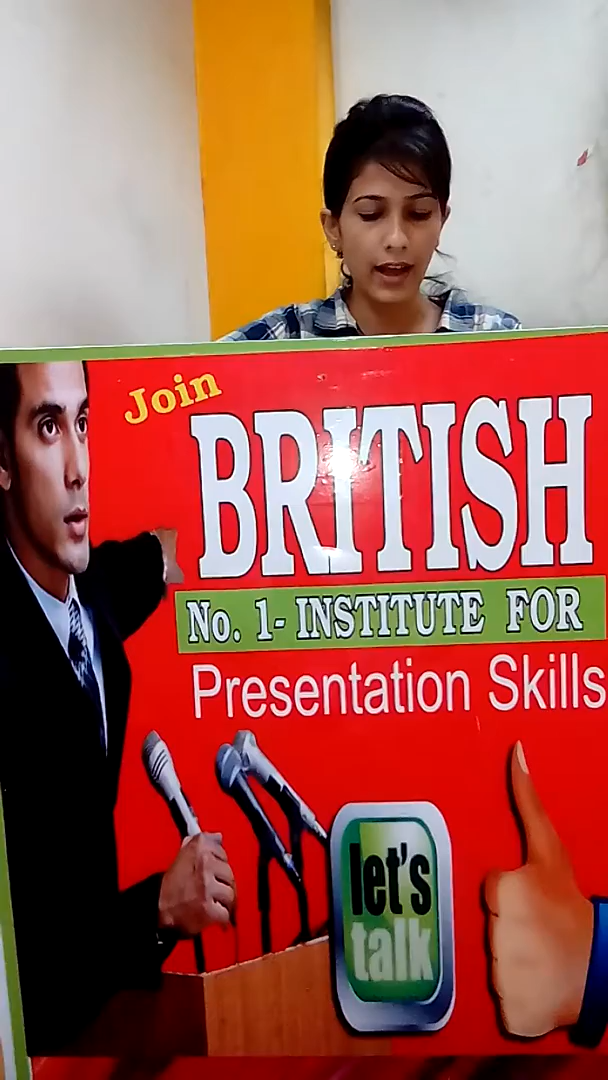 Join
BRITISH
No. 1- INSTITUTE FOR
Presentation Skills
let's
talk